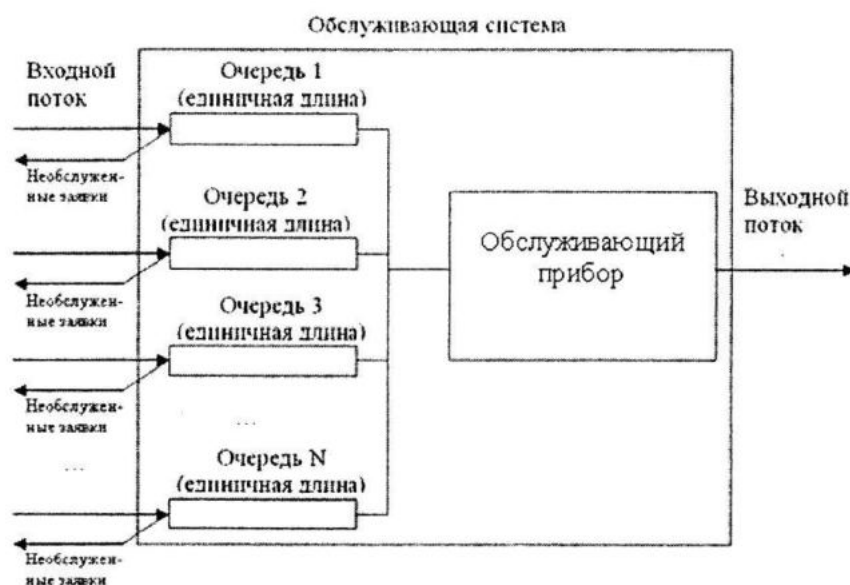 Обслуживающая система
Входной
поток
Очередь 1
(единичная длина)
Необслужен-
ные заявки
Очередь 2
(единичная длина)
Необслужен-
ные заявки
Обслуживающий
прибор
Выходной
поток
Очередь 3
(единичная длина)
Необслужен-
ные заявки
...
...
Очередь N
(единичная длина)
Необслужен-
ные заявки